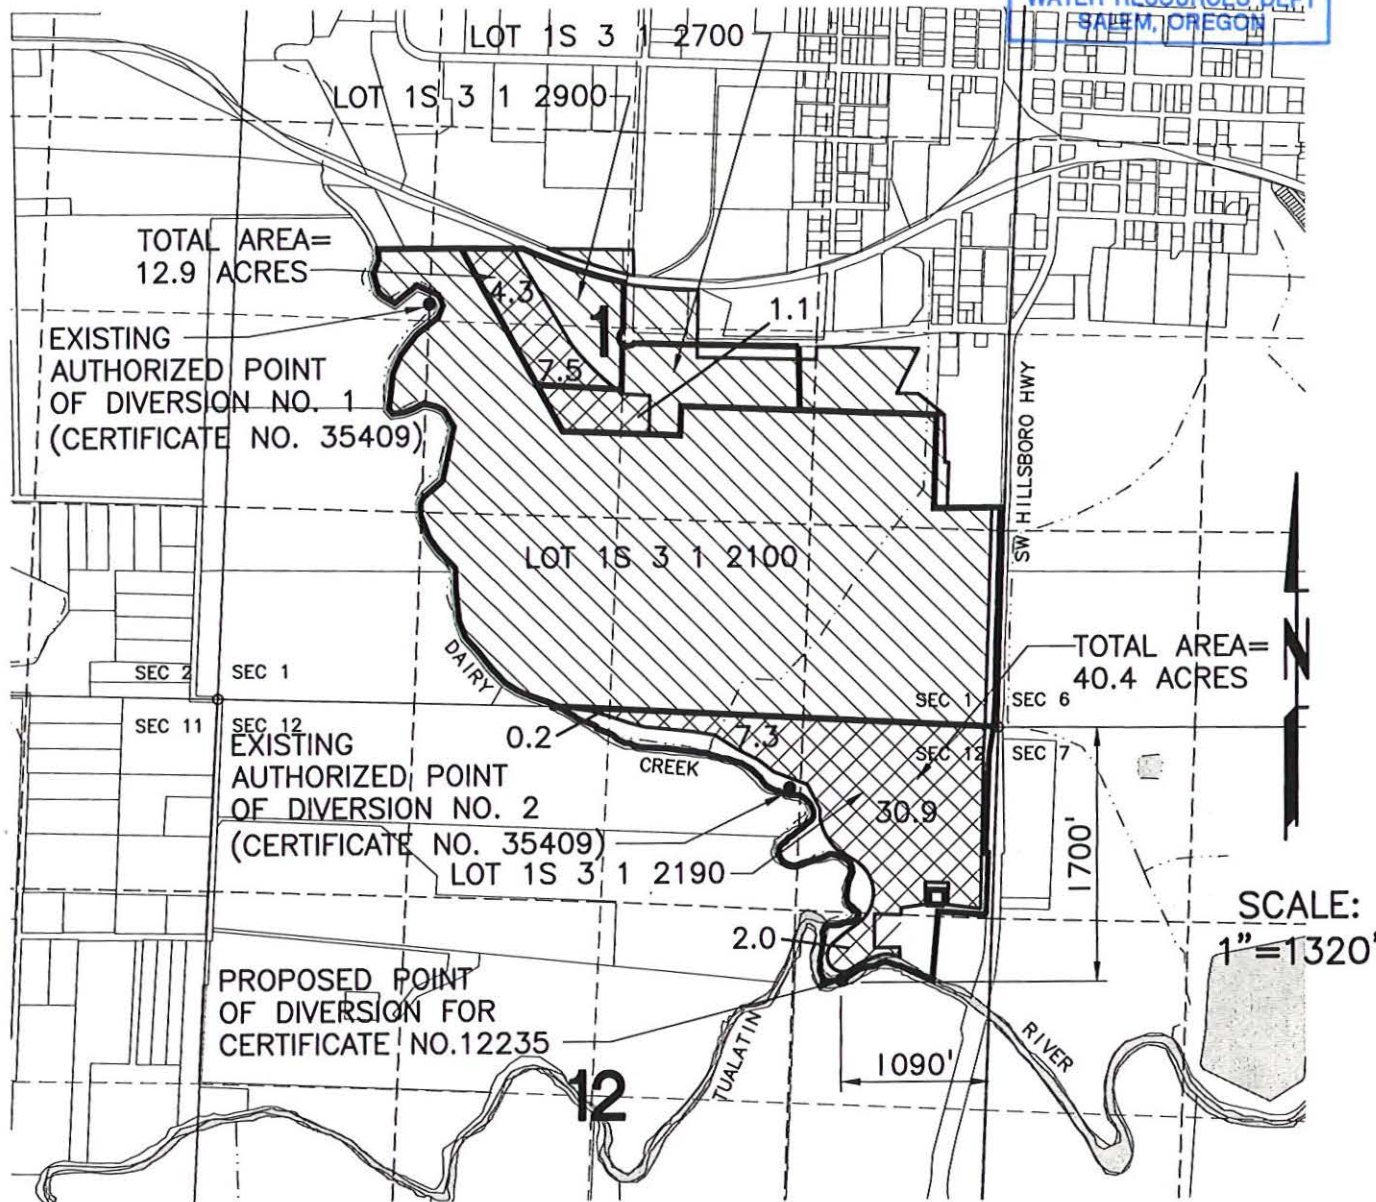 WATER RESOURCES DEPT
SALEM, OREGON
LOT 1S 3 1 2700
LOT 1S 3 1 2900
TOTAL AREA=
12.9 ACRES
4.3
1
1.1
7.5
EXISTING
AUTHORIZED POINT
OF DIVERSION NO. 1
(CERTIFICATE NO. 35409)
SW HILLSBORO HWY
LOT 1S 3 1 2100
N
TOTAL AREA=
40.4 ACRES
DAIRY
CREEK
SEC 2
SEC 1
SEC 11
SEC 12
SEC 1
SEC 6
SEC 12
SEC 7
0.2
7.3
30.9
EXISTING
AUTHORIZED POINT
OF DIVERSION NO. 2
(CERTIFICATE NO. 35409)
LOT 1S 3 1 2190
1700'
SCALE:
1"=1320'
2.0
PROPOSED POINT
OF DIVERSION FOR
CERTIFICATE NO.12235
TUALATIN
RIVER
1090'
12